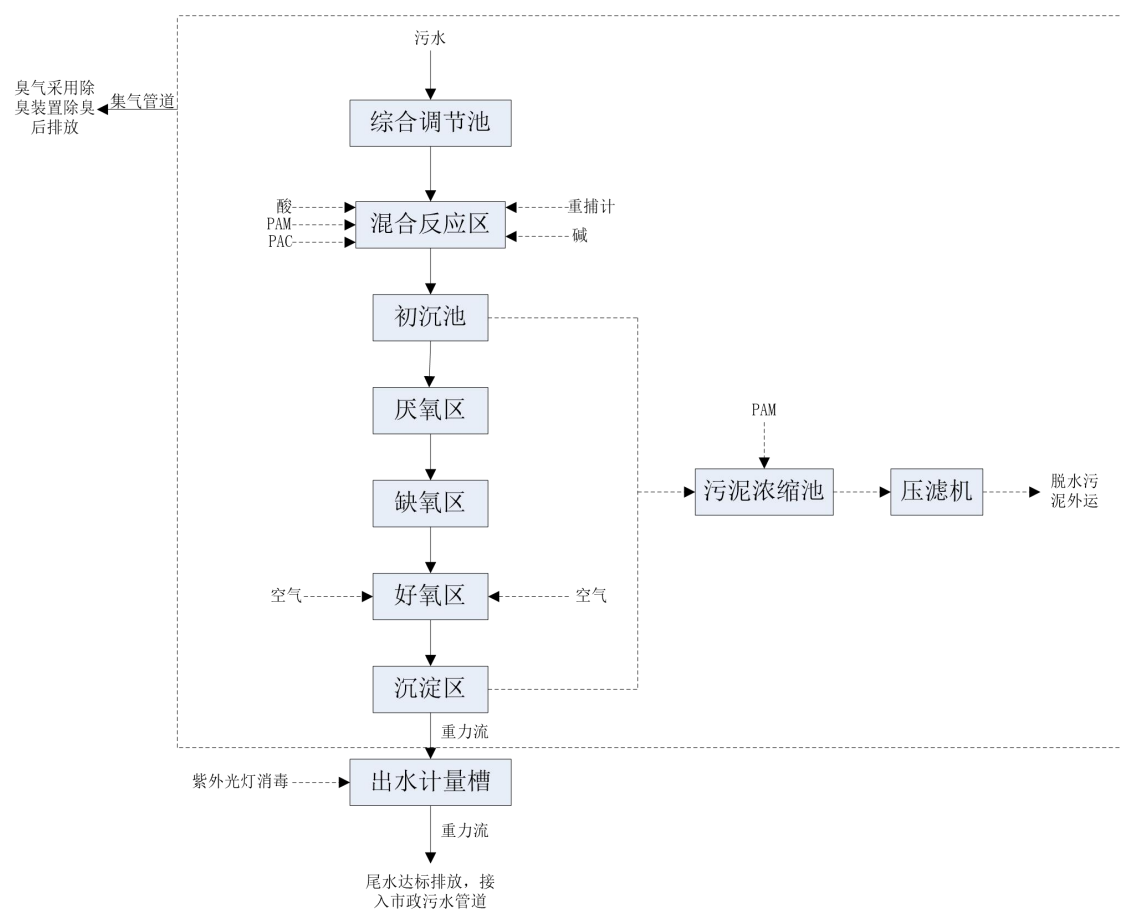 污水
臭气采用除
臭装置除臭
后排放
集气管道
综合调节池
酸
PAM
PAC
混合反应区
重捕计
碱
初沉池
厌氧区
PAM
缺氧区
污泥浓缩池
压滤机
脱水污
泥外运
空气
好氧区
空气
沉淀区
重力流
紫外光灯消毒
出水计量槽
重力流
尾水达标排放，接
入市政污水管道